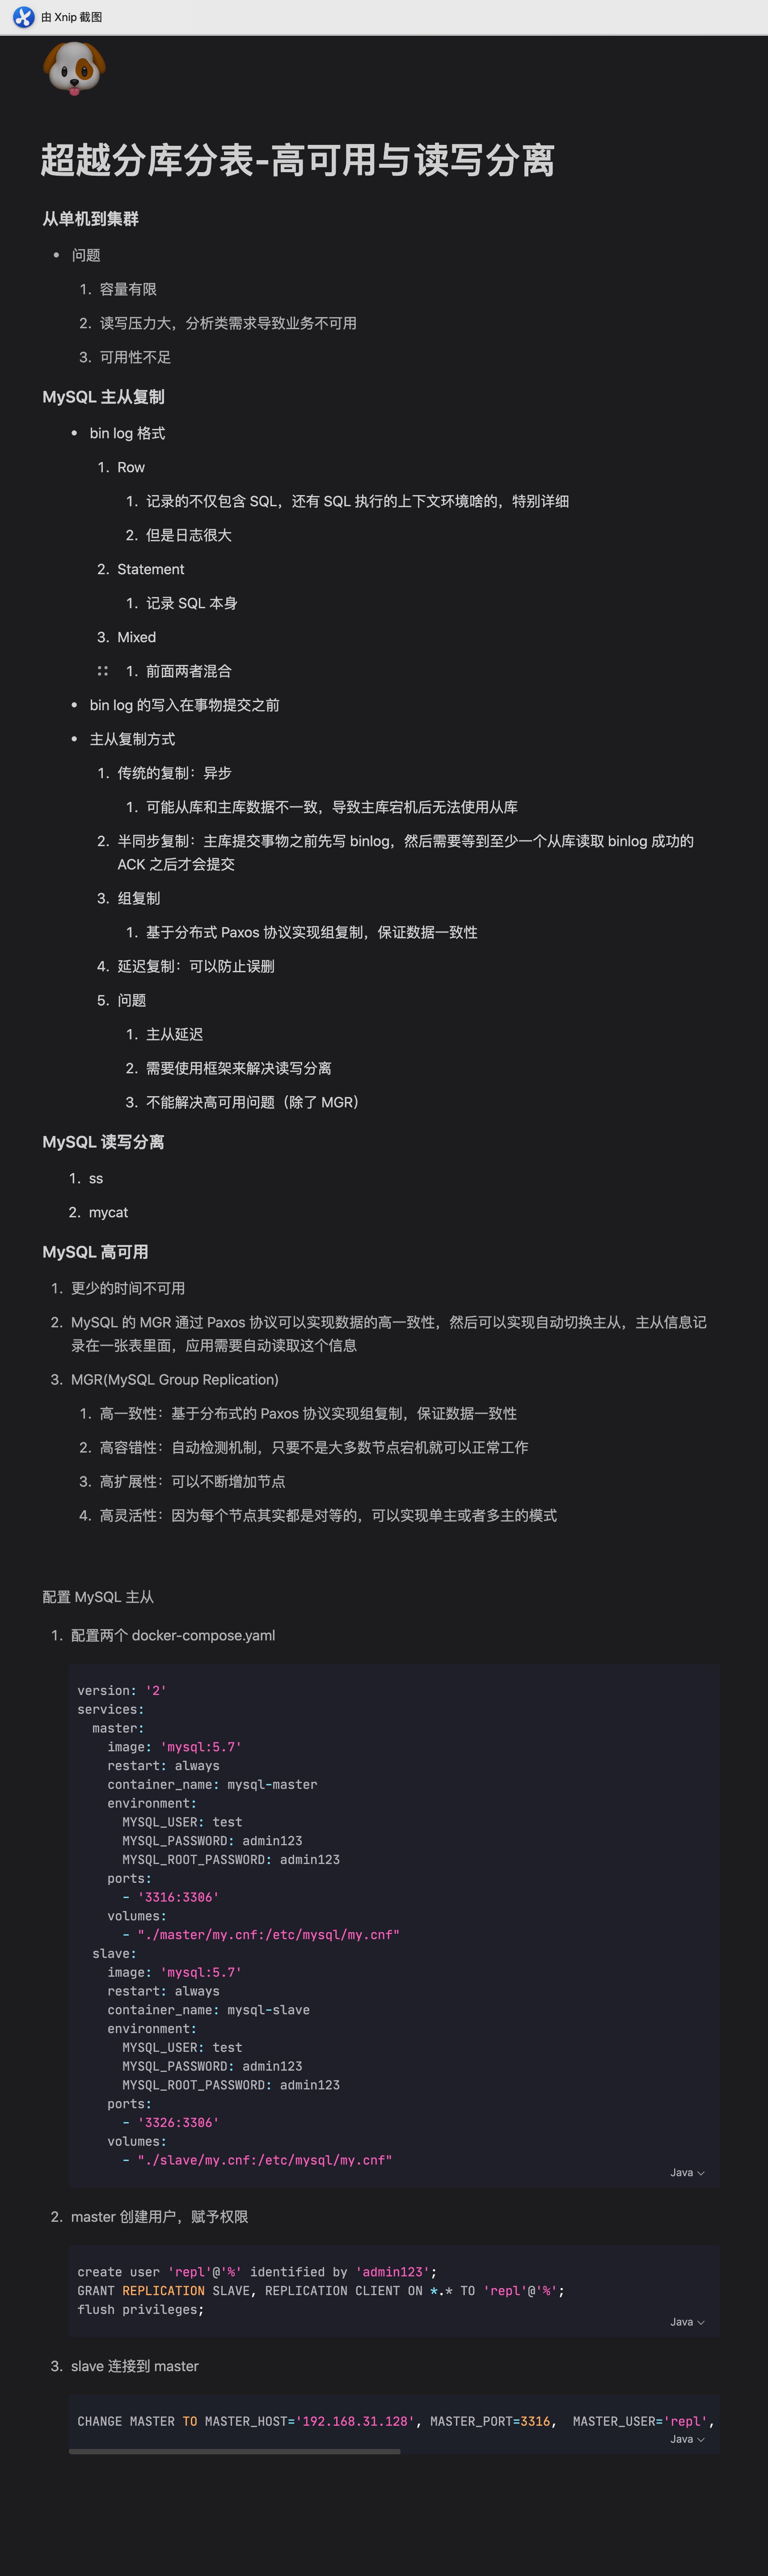 由 Xnip 截图
超越分库分表-高可用与读写分离
从单机到集群
• 问题
1. 容量有限
2. 读写压力大，分析类需求导致业务不可用
3. 可用性不足
MySQL 主从复制
• bin log 格式
1. Row
1. 记录的不仅包含 SQL，还有 SQL 执行的上下文环境啥的，特别详细
2. 但是日志很大
2. Statement
1. 记录 SQL 本身
3. Mixed
1. 前面两者混合
• bin log 的写入在事物提交之前
• 主从复制方式
1. 传统的复制：异步
1. 可能从库和主库数据不一致，导致主库宕机后无法使用从库
2. 半同步复制：主库提交事物之前先写 binlog，然后需要等到至少一个从库读取 binlog 成功的
ACK 之后才会提交
3. 组复制
1. 基于分布式 Paxos 协议实现组复制，保证数据一致性
4. 延迟复制：可以防止误删
5. 问题
1. 主从延迟
2. 需要使用框架来解决读写分离
3. 不能解决高可用问题（除了 MGR）
MySQL 读写分离
1. ss
2. mycat
MySQL 高可用
1. 更少的时间不可用
2. MySQL 的 MGR 通过 Paxos 协议可以实现数据的高一致性，然后可以实现自动切换主从，主从信息记
录在一张表里面，应用需要自动读取这个信息
3. MGR(MySQL Group Replication)
1. 高一致性：基于分布式的 Paxos 协议实现组复制，保证数据一致性
2. 高容错性：自动检测机制，只要不是大多数节点宕机就可以正常工作
3. 高扩展性：可以不断增加节点
4. 高灵活性：因为每个节点其实都是对等的，可以实现单主或者多主的模式
配置 MySQL 主从
1. 配置两个 docker-compose.yaml
version: '2'
services:
  master:
    image: 'mysql:5.7'
    restart: always
    container_name: mysql-master
    environment:
      MYSQL_USER: test
      MYSQL_PASSWORD: admin123
      MYSQL_ROOT_PASSWORD: admin123
    ports:
      - '3316:3306'
    volumes:
      - "./master/my.cnf:/etc/mysql/my.cnf"
  slave:
    image: 'mysql:5.7'
    restart: always
    container_name: mysql-slave
    environment:
      MYSQL_USER: test
      MYSQL_PASSWORD: admin123
      MYSQL_ROOT_PASSWORD: admin123
    ports:
      - '3326:3306'
    volumes:
      - "./slave/my.cnf:/etc/mysql/my.cnf"
Java
2. master 创建用户，赋予权限
create user 'repl'@'%' identified by 'admin123';
GRANT REPLICATION SLAVE, REPLICATION CLIENT ON *.* TO 'repl'@'%';
flush privileges;
Java
3. slave 连接到 master
CHANGE MASTER TO MASTER_HOST='192.168.31.128', MASTER_PORT=3316,  MASTER_USER='repl',
Java